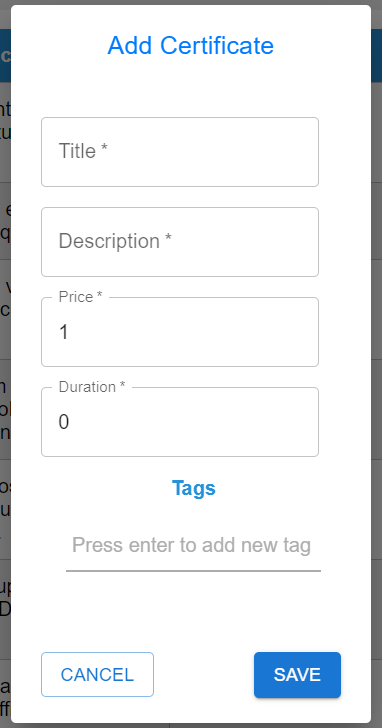 Add Certificate
Title *
Description *
Price *
1
Duration *
0
Tags
Press enter to add new tag
CANCEL SAVE